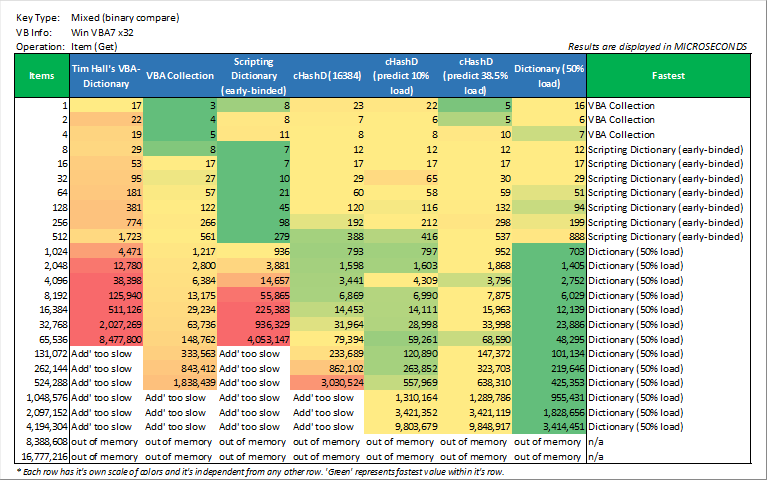 Key Type: Mixed (binary compare)
VB Info: Win VBA7 x32
Operation: Item (Get)
Results are displayed in MICROSECONDS
Items Tim Hall's VBA-Dictionary VBA Collection Scripting Dictionary (early-binded) cHashD (16384) cHashD (predict 10% load) cHashD (predict 38.5% load) Dictionary (50% load) Fastest
1 17 3 8 23 22 5 16 VBA Collection
2 22 4 8 7 6 5 6 VBA Collection
4 19 5 11 8 8 10 7 VBA Collection
8 29 8 7 12 12 12 12 Scripting Dictionary (early-binded)
16 53 17 7 17 17 17 17 Scripting Dictionary (early-binded)
32 95 27 10 29 65 30 29 Scripting Dictionary (early-binded)
64 181 57 21 60 58 59 51 Scripting Dictionary (early-binded)
128 381 122 45 120 116 132 94 Scripting Dictionary (early-binded)
256 774 266 98 192 212 298 199 Scripting Dictionary (early-binded)
512 1,723 561 279 388 416 537 888 Scripting Dictionary (early-binded)
1,024 4,471 1,217 936 793 797 952 703 Dictionary (50% load)
2,048 12,780 2,800 3,881 1,598 1,603 1,868 1,405 Dictionary (50% load)
4,096 38,398 6,384 14,657 3,441 4,309 3,796 2,752 Dictionary (50% load)
8,192 125,940 13,175 55,865 6,869 6,990 7,875 6,029 Dictionary (50% load)
16,384 511,126 29,234 225,383 14,453 14,111 15,963 12,139 Dictionary (50% load)
32,768 2,027,269 63,736 936,329 31,964 28,998 33,998 23,886 Dictionary (50% load)
65,536 8,477,800 148,762 4,053,147 79,394 59,261 68,590 48,295 Dictionary (50% load)
131,072 Add' too slow 333,563 Add' too slow 233,689 120,890 147,372 101,134 Dictionary (50% load)
262,144 Add' too slow 843,412 Add' too slow 862,102 263,852 323,703 219,646 Dictionary (50% load)
524,288 Add' too slow 1,838,439 Add' too slow 3,030,524 557,969 638,310 425,353 Dictionary (50% load)
1,048,576 Add' too slow Add' too slow Add' too slow Add' too slow 1,310,164 1,289,786 955,431 Dictionary (50% load)
2,097,152 Add' too slow Add' too slow Add' too slow Add' too slow 3,421,352 3,421,119 1,828,656 Dictionary (50% load)
4,194,304 Add' too slow Add' too slow Add' too slow Add' too slow 9,803,679 9,848,917 3,414,451 Dictionary (50% load)
8,388,608 out of memory out of memory out of memory out of memory out of memory out of memory out of memory n/a
16,777,216 out of memory out of memory out of memory out of memory out of memory out of memory out of memory n/a
* Each row has it's own scale of colors and it's independent from any other row. 'Green' represents fastest value within it's row.